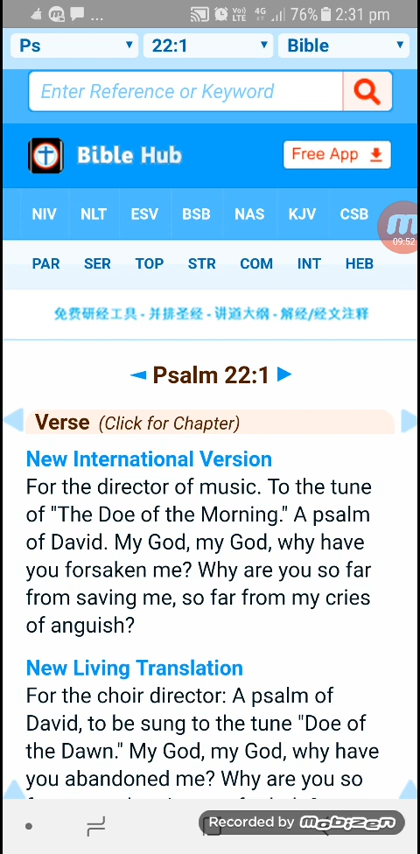 ... Voi) LTE 4G 76% 2:31 pm
Ps 22:1 Bible
Enter Reference or Keyword
Bible Hub Free App
NIV NLT ESV BSB NAS KJV CSB
09:52
PAR SER TOP STR COM INT HEB
免费研经工具 - 并排圣经 - 讲道大纲 - 解经/经文注释
◄ Psalm 22:1 ►
Verse (Click for Chapter)
New International Version
For the director of music. To the tune
of "The Doe of the Morning." A psalm
of David. My God, my God, why have
you forsaken me? Why are you so far
from saving me, so far from my cries
of anguish?
New Living Translation
For the choir director: A psalm of
David, to be sung to the tune "Doe of
the Dawn." My God, my God, why have
you abandoned me? Why are you so
Recorded by mobizen